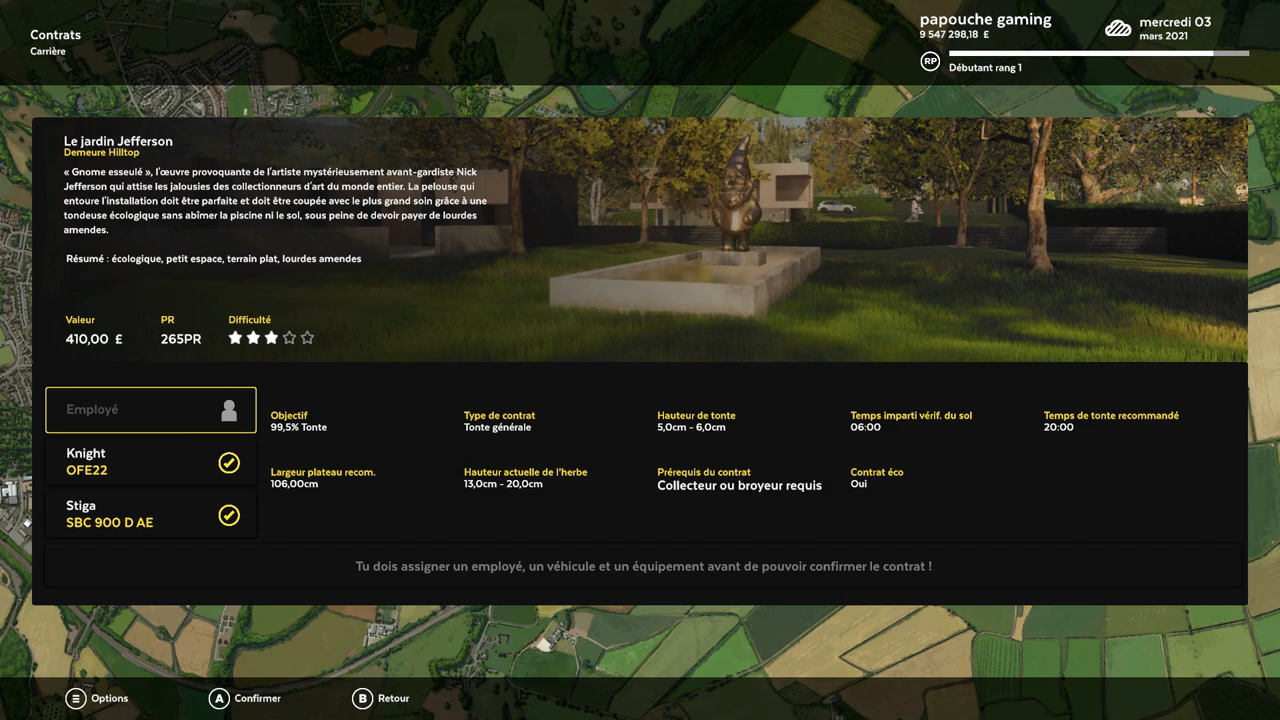 Contrats
Carrière
papouche gaming
9 547 298,18 £
mercredi 03
mars 2021
RP
Débutant rang 1
Le jardin Jefferson
Demeure Hilltop
« Gnome esseulé », l'œuvre provoquante de l'artiste mystérieusement avant-gardiste Nick
Jefferson qui attise les jalousies des collectionneurs d'art du monde entier. La pelouse qui
entoure l'installation doit être parfaite et doit être coupée avec le plus grand soin grâce à une
tondeuse écologique sans abîmer la piscine ni le sol, sous peine de devoir payer de lourdes
amendes.
Résumé : écologique, petit espace, terrain plat, lourdes amendes
Valeur
410,00 £
PR
265PR
Difficulté
Employé
Knight
OFE22
Stiga
SBC 900 D AE
Objectif
99,5% Tonte
Type de contrat
Tonte générale
Hauteur de tonte
5,0cm - 6,0cm
Temps imparti vérif. du sol
06:00
Temps de tonte recommandé
20:00
Largeur plateau recom.
106,00cm
Hauteur actuelle de l'herbe
13,0cm - 20,0cm
Prérequis du contrat
Collecteur ou broyeur requis
Contrat éco
Oui
Tu dois assigner un employé, un véhicule et un équipement avant de pouvoir confirmer le contrat !
Options
A Confirmer
B Retour